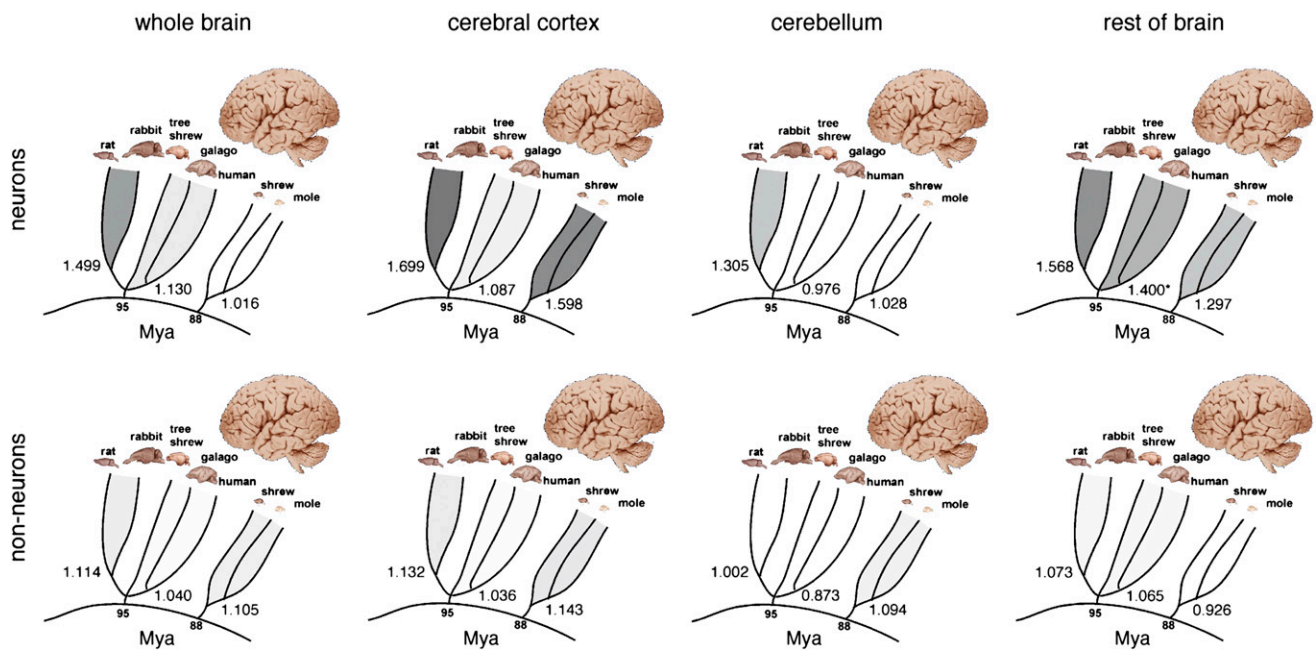 whole brain
cerebral cortex
cerebellum
rest of brain
neurons
rat
rabbit
tree
shrew
galago
human
shrew
mole
1.499
1.130
1.016
95
88
Mya
rat
rabbit
tree
shrew
galago
human
shrew
mole
1.699
1.087
1.598
95
88
Mya
rat
rabbit
tree
shrew
galago
human
shrew
mole
1.305
0.976
1.028
95
88
Mya
rat
rabbit
tree
shrew
galago
human
shrew
mole
1.568
1.400*
1.297
95
88
Mya
non-neurons
rat
rabbit
tree
shrew
galago
human
shrew
mole
1.114
1.040
1.105
95
88
Mya
rat
rabbit
tree
shrew
galago
human
shrew
mole
1.132
1.036
1.143
95
88
Mya
rat
rabbit
tree
shrew
galago
human
shrew
mole
1.002
0.873
1.094
95
88
Mya
rat
rabbit
tree
shrew
galago
human
shrew
mole
1.073
1.065
0.926
95
88
Mya